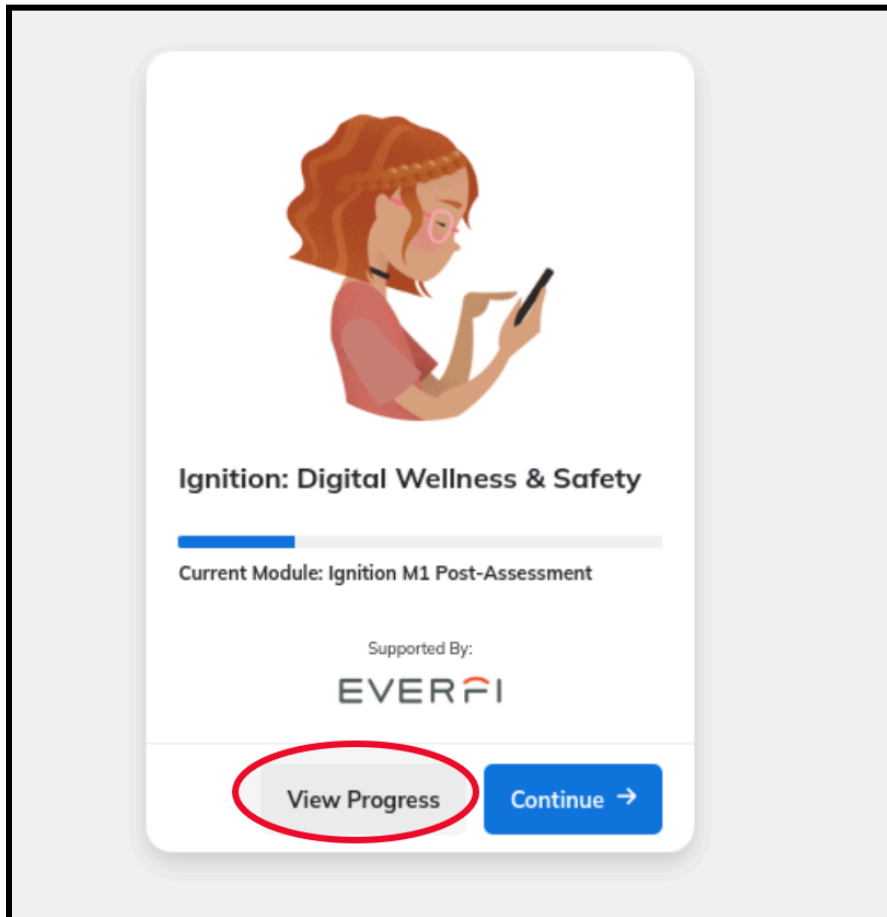 Ignition: Digital Wellness & Safety
Current Module: Ignition M1 Post-Assessment
Supported By:
EVERFI
View Progress
Continue →